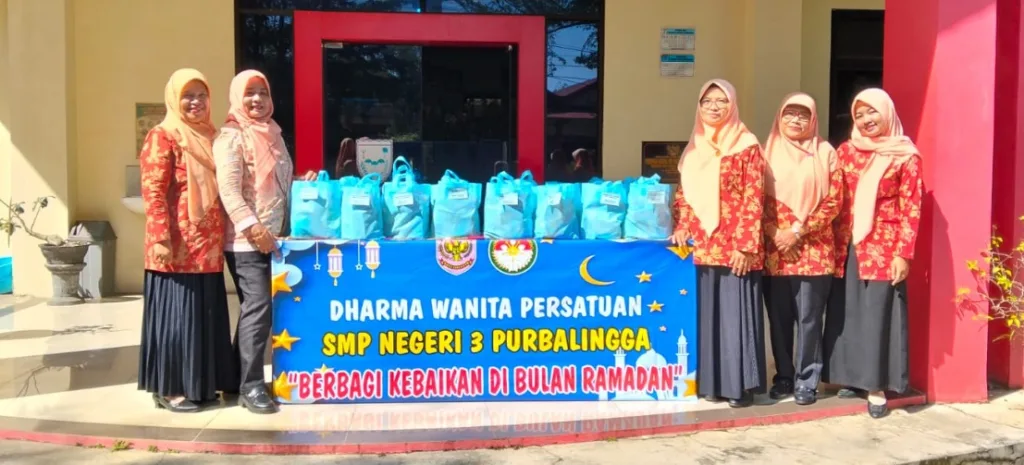 DHARMA WANITA PERSATUAN
SMP NEGERI 3 PURBALINGGA
"BERBAGI KEBAIKAN DI BULAN RAMADAN"